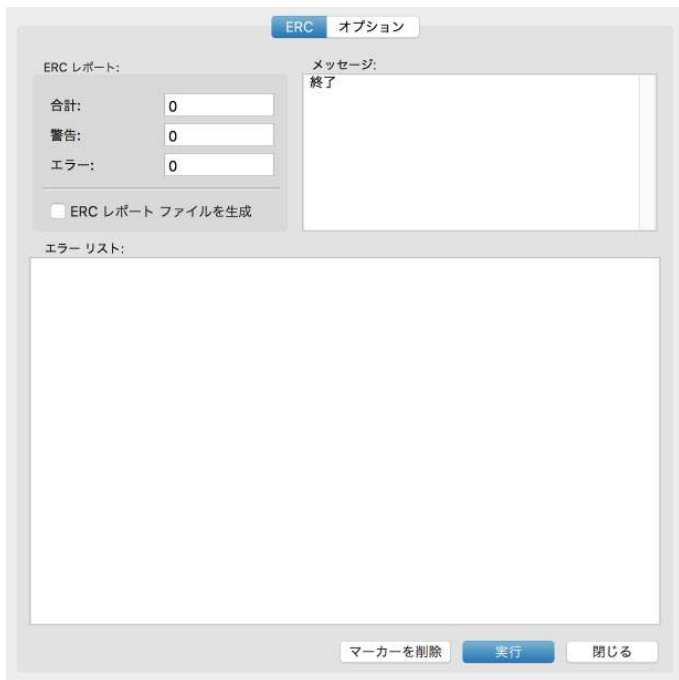 ERC オプション
ERC レポート:
合計: 0
警告: 0
エラー: 0
ERC レポート ファイルを生成
メッセージ:
終了
エラー リスト:
マーカーを削除 実行 閉じる